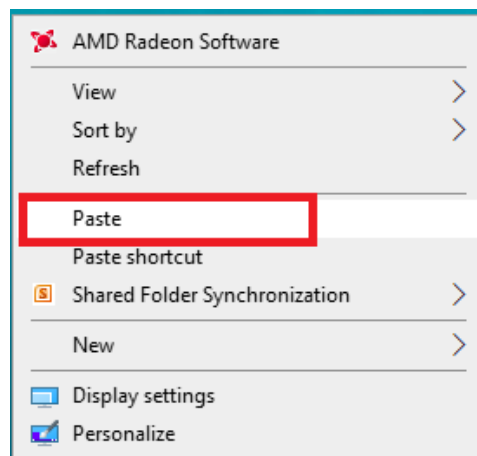 AMD Radeon Software
View
Sort by
Refresh
Paste
Paste shortcut
S Shared Folder Synchronization
New
Display settings
Personalize